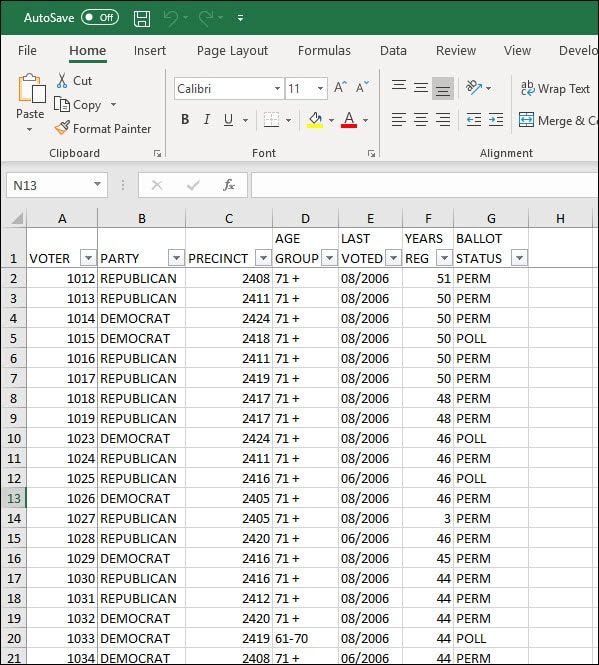 AutoSave Off
File Home Insert Page Layout Formulas Data Review View Develo
Paste
Cut
Copy
Format Painter
Calibri 11 A A
B I U A
ab Wrap Text
Merge & C
Clipboard Font Alignment
N13 fx
A B C D E F G H
1 VOTER PARTY PRECINCT AGE GROUP LAST VOTED YEARS REG BALLOT STATUS
2 1012 REPUBLICAN 2408 71 + 08/2006 51 PERM
3 1013 REPUBLICAN 2411 71 + 08/2006 50 PERM
4 1014 DEMOCRAT 2424 71 + 08/2006 50 PERM
5 1015 DEMOCRAT 2418 71 + 08/2006 50 POLL
6 1016 REPUBLICAN 2411 71 + 08/2006 50 PERM
7 1017 REPUBLICAN 2419 71 + 08/2006 50 PERM
8 1018 REPUBLICAN 2417 71 + 08/2006 48 PERM
9 1019 REPUBLICAN 2417 71 + 08/2006 48 PERM
10 1023 DEMOCRAT 2424 71 + 08/2006 46 POLL
11 1024 REPUBLICAN 2411 71 + 08/2006 46 PERM
12 1025 REPUBLICAN 2416 71 + 06/2006 46 POLL
13 1026 DEMOCRAT 2405 71 + 08/2006 46 PERM
14 1027 REPUBLICAN 2405 71 + 08/2006 3 PERM
15 1028 REPUBLICAN 2420 71 + 06/2006 46 PERM
16 1029 DEMOCRAT 2416 71 + 08/2006 45 PERM
17 1030 REPUBLICAN 2416 71 + 08/2006 44 PERM
18 1031 REPUBLICAN 2412 71 + 08/2006 44 PERM
19 1032 DEMOCRAT 2420 71 + 08/2006 44 PERM
20 1033 DEMOCRAT 2419 61-70 08/2006 44 POLL
21 1034 DEMOCRAT 2408 71 + 06/2006 44 PERM